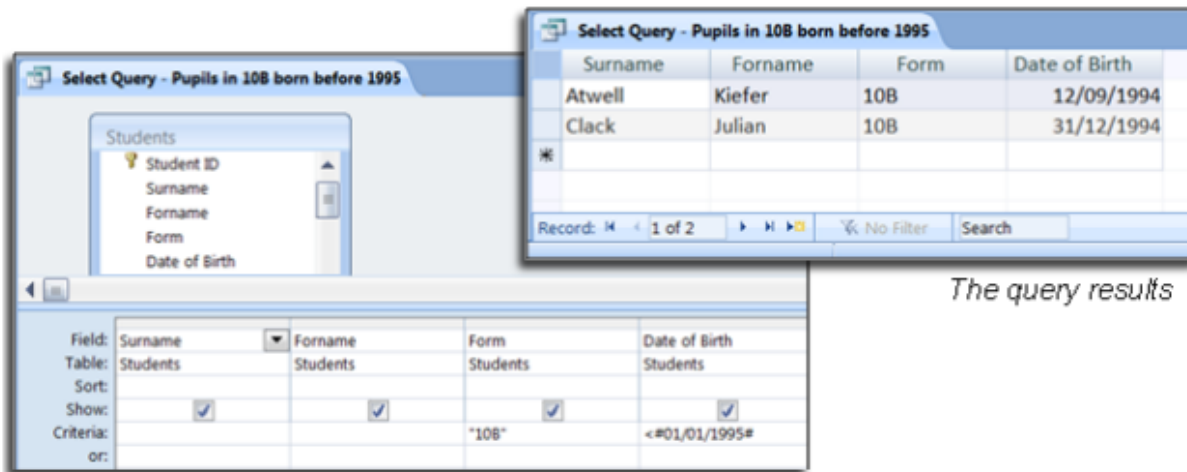 Select Query - Pupils in 10B born before 1995
Students
Student ID
Surname
Forname
Form
Date of Birth
Field: Surname Forname Form Date of Birth
Table: Students Students Students Students
Sort:
Show:
Criteria: "10B" <#01/01/1995#
or:
Select Query - Pupils in 10B born before 1995
Surname Forname Form Date of Birth
Atwell Kiefer 10B 12/09/1994
Clack Julian 10B 31/12/1994
Record: 1 of 2 No Filter Search
The query results